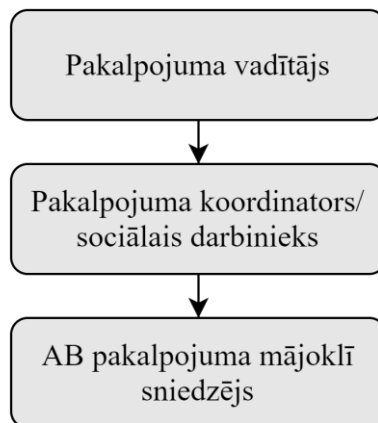 Pakalpojuma vadītājs
Pakalpojuma koordinators/
sociālais darbinieks
AB pakalpojuma mājoklī
sniedzējs